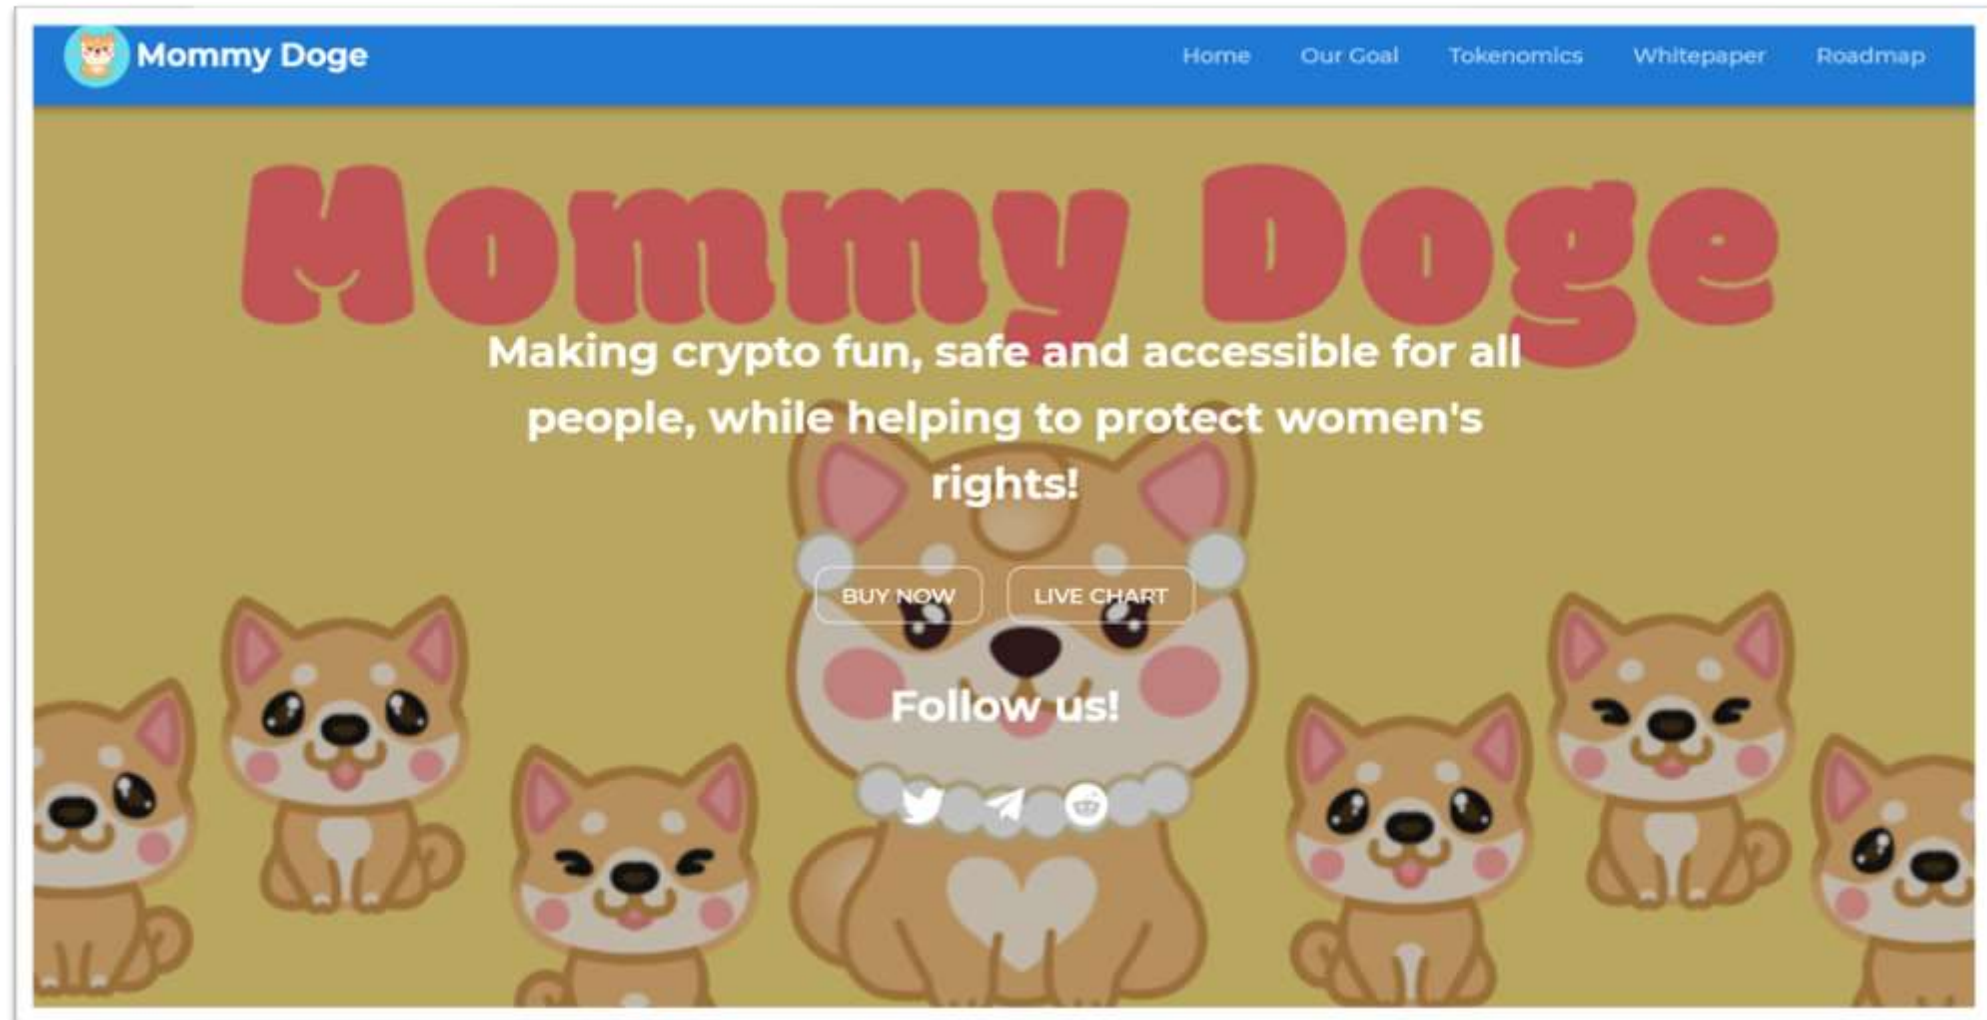 Mommy Doge
Home Our Goal Tokenomics Whitepaper Roadmap
Mommy Doge
Making crypto fun, safe and accessible for all
people, while helping to protect women's
rights!
BUY NOW LIVE CHART
Follow us!